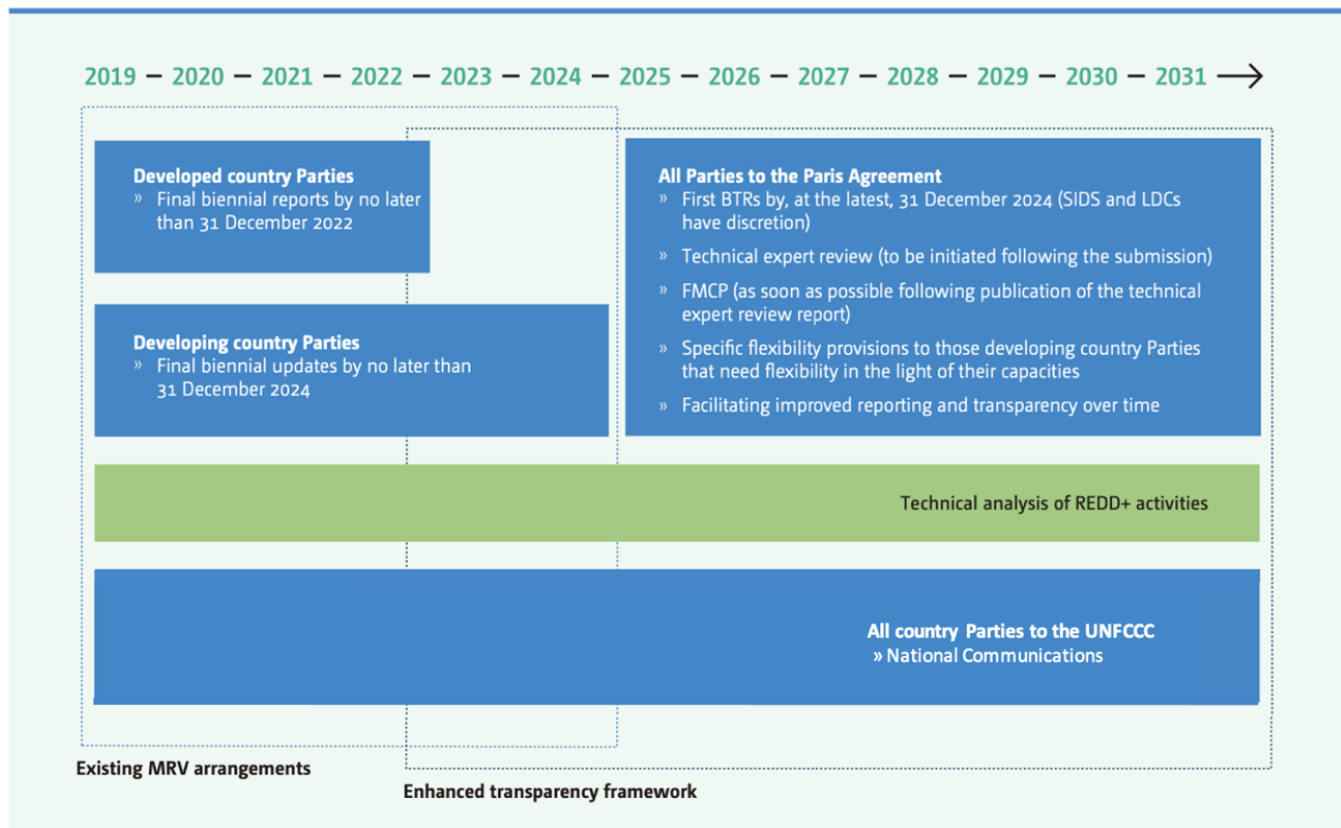 2019 — 2020 — 2021 — 2022 — 2023 — 2024 — 2025 — 2026 — 2027 — 2028 — 2029 — 2030 — 2031
Developed country Parties
» Final biennial reports by no later
than 31 December 2022
Developing country Parties
» Final biennial updates by no later than
31 December 2024
All Parties to the Paris Agreement
» First BTRs by, at the latest, 31 December 2024 (SIDS and LDCs
have discretion)
» Technical expert review (to be initiated following the submission)
» FMCP (as soon as possible following publication of the technical
expert review report)
» Specific flexibility provisions to those developing country Parties
that need flexibility in the light of their capacities
» Facilitating improved reporting and transparency over time
Technical analysis of REDD+ activities
All country Parties to the UNFCCC
» National Communications
Existing MRV arrangements
Enhanced transparency framework